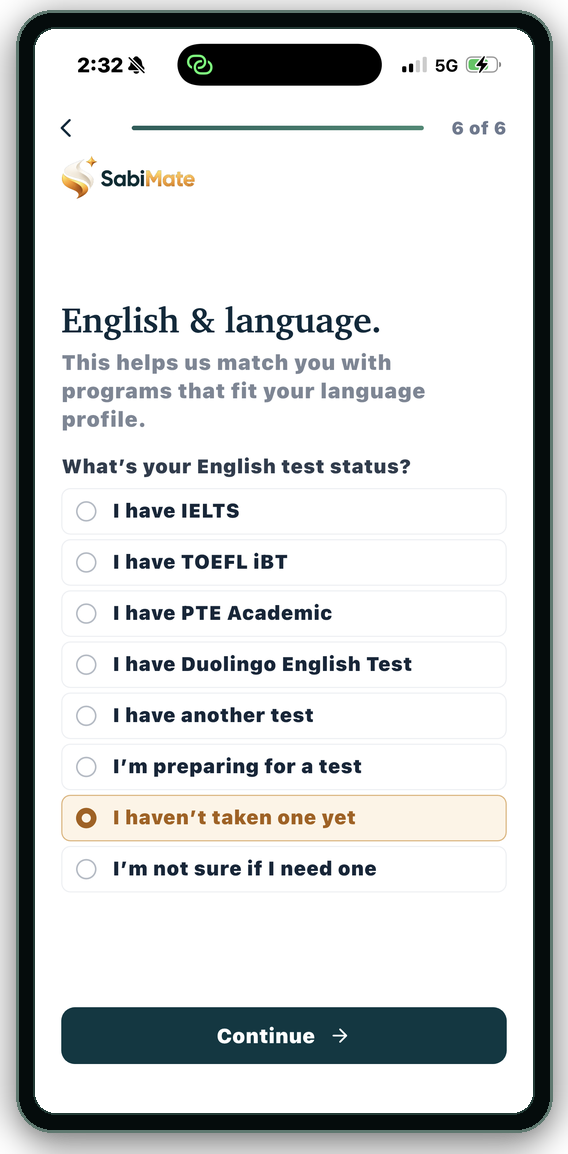 2:32
5G
6 of 6
SabiMate
English & language.
This helps us match you with
programs that fit your language
profile.
What’s your English test status?
I have IELTS
I have TOEFL iBT
I have PTE Academic
I have Duolingo English Test
I have another test
I’m preparing for a test
I haven’t taken one yet
I’m not sure if I need one
Continue →